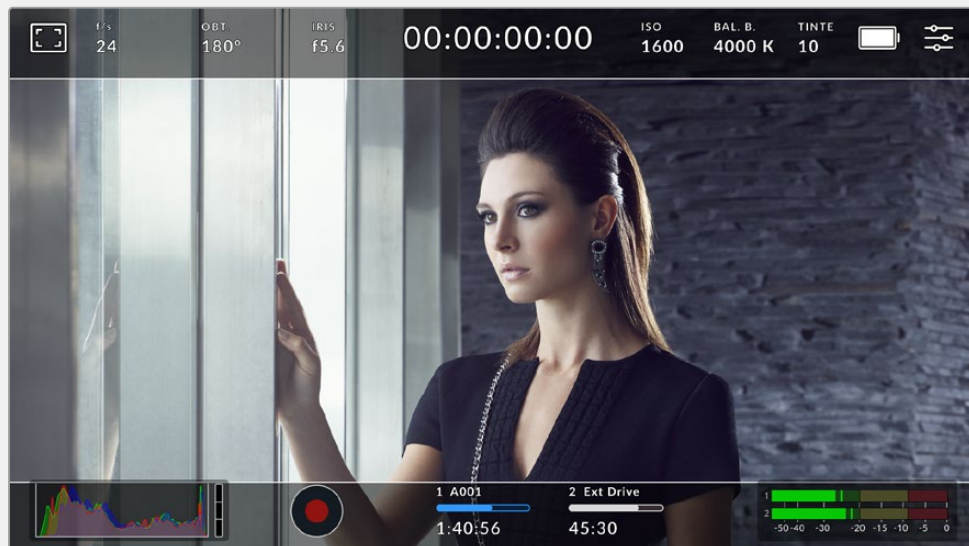 f/s OBT. IRIS 00:00:00:00 ISO BAL. B. TINTE
24 180° f5.6 1600 4000 K 10
1 A001 2 Ext Drive
1:40:56 45:30
1
2
-50 -40 -30 -20 -15 -10 -5 0